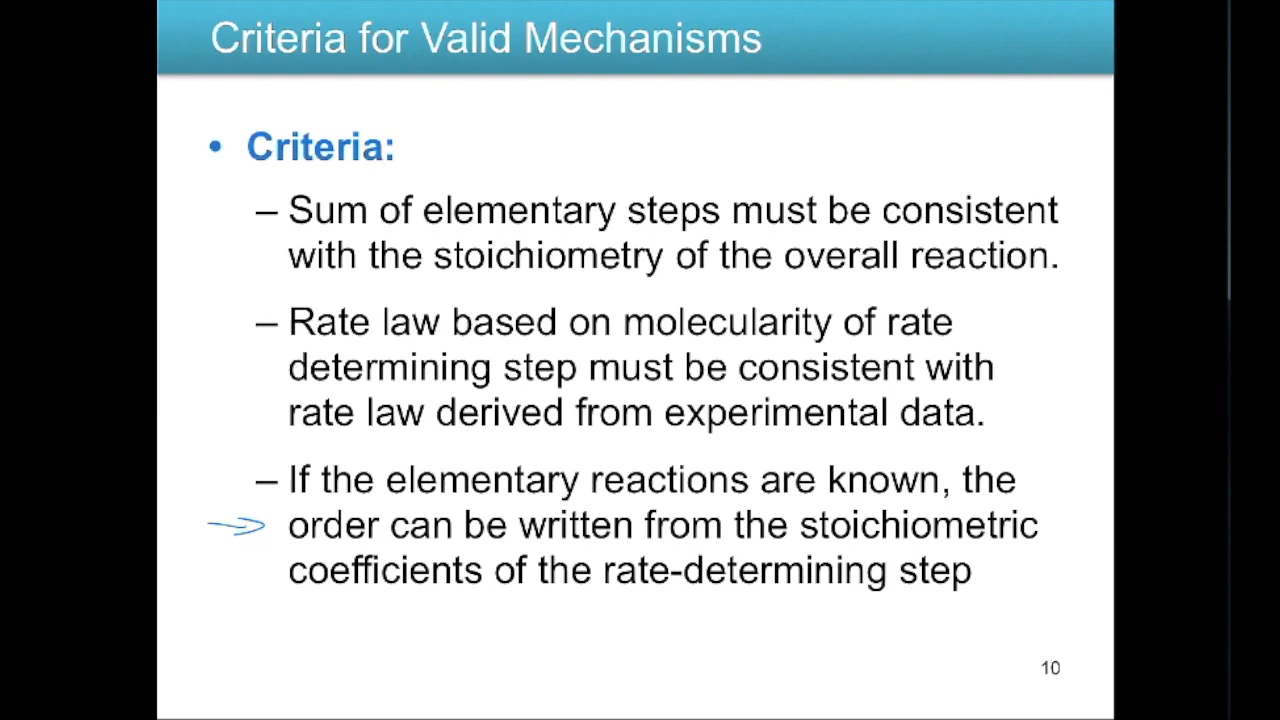 Criteria for Valid Mechanisms
• Criteria:
– Sum of elementary steps must be consistent
with the stoichiometry of the overall reaction.
– Rate law based on molecularity of rate
determining step must be consistent with
rate law derived from experimental data.
– If the elementary reactions are known, the
order can be written from the stoichiometric
coefficients of the rate-determining step
10